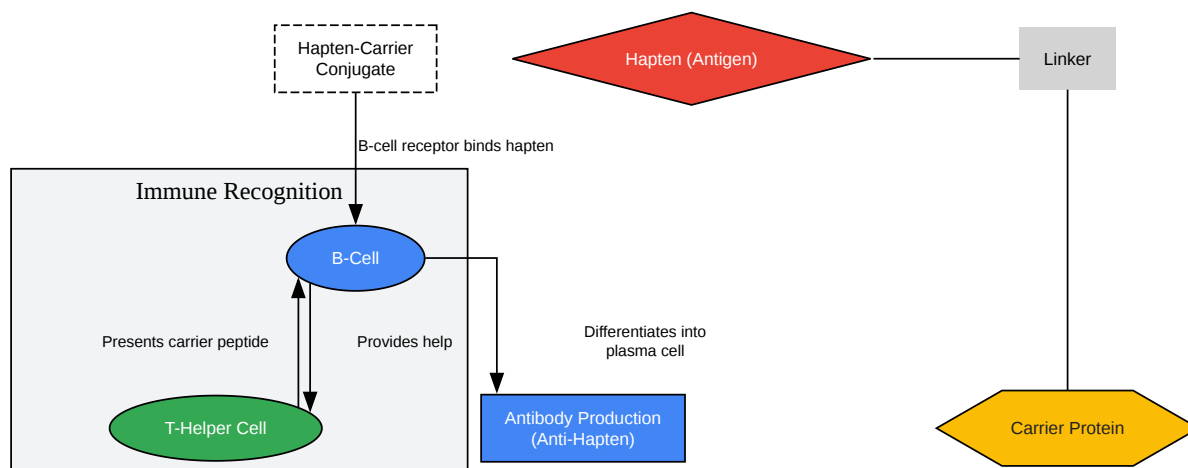 Hapten-Carrier
Conjugate
Hapten (Antigen)
Linker
B-cell receptor binds hapten
Immune Recognition
B-Cell
Presents carrier peptide
Provides help
Differentiates into
plasma cell
T-Helper Cell
Antibody Production
(Anti-Hapten)
Carrier Protein